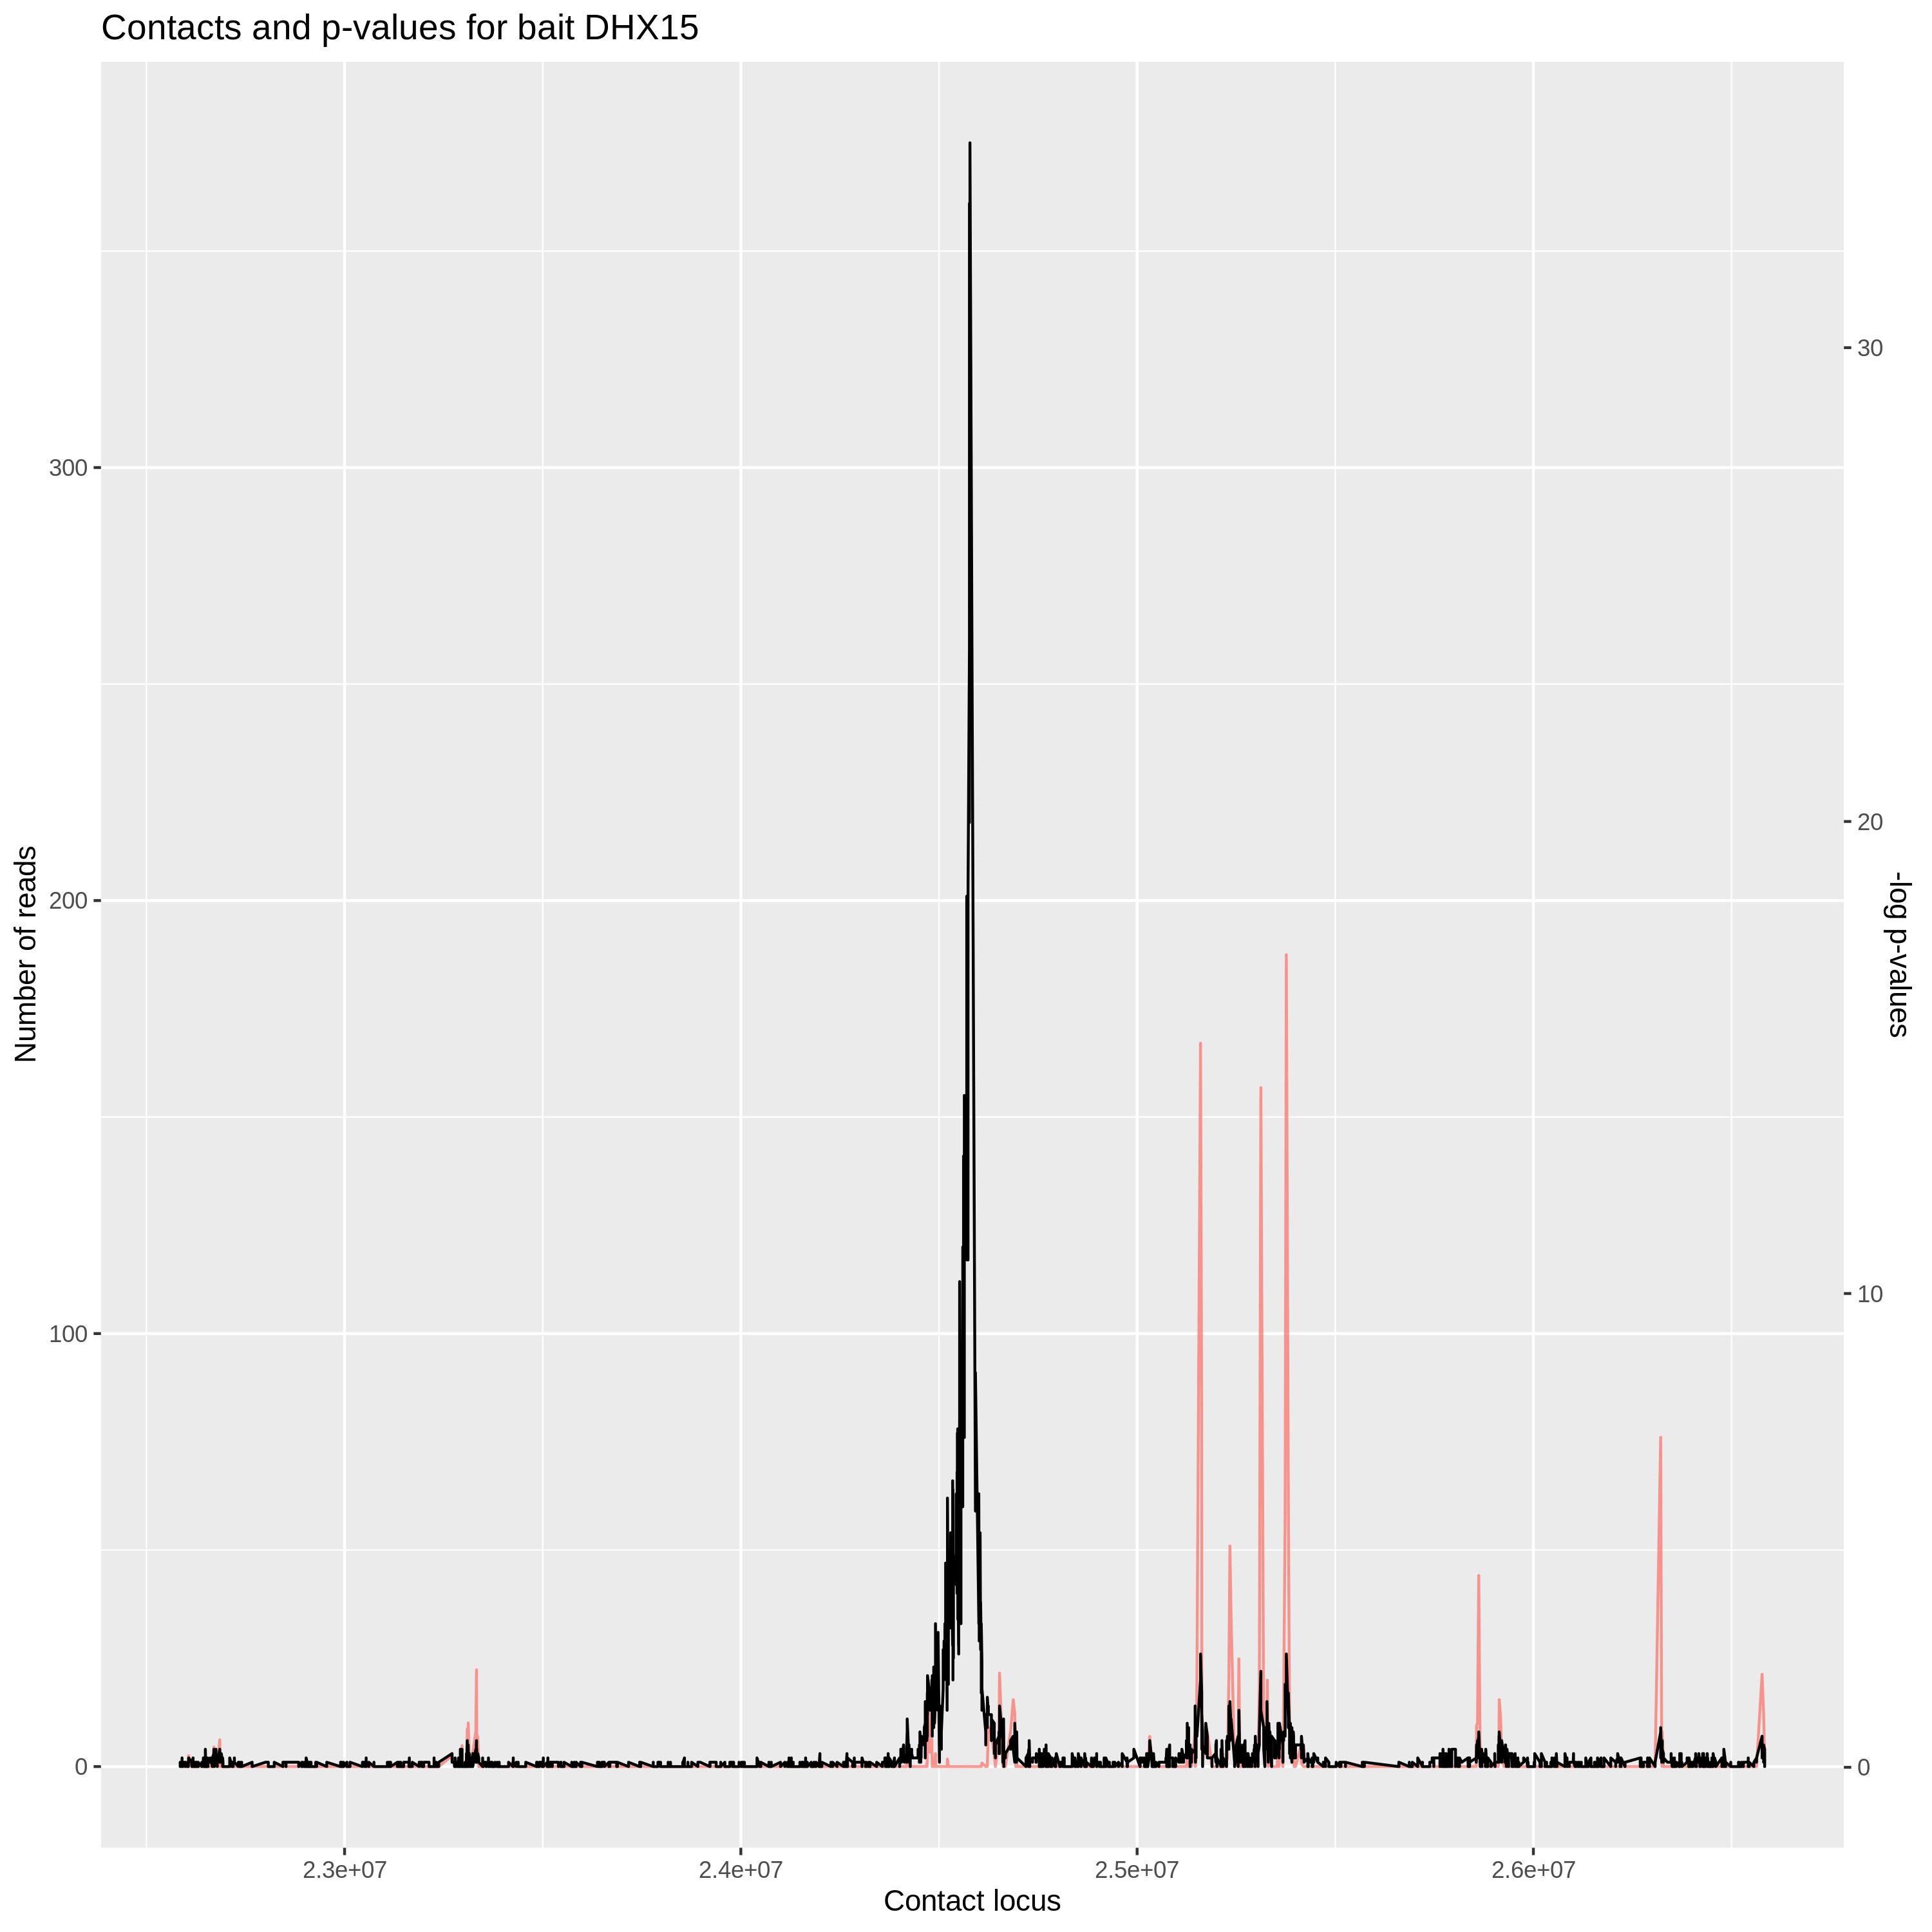 Contacts and p-values for bait DHX15
Number of reads
300
200
100
0
30
20
10
0
-log p-values
2.3e+07
2.4e+07
2.5e+07
2.6e+07
Contact locus